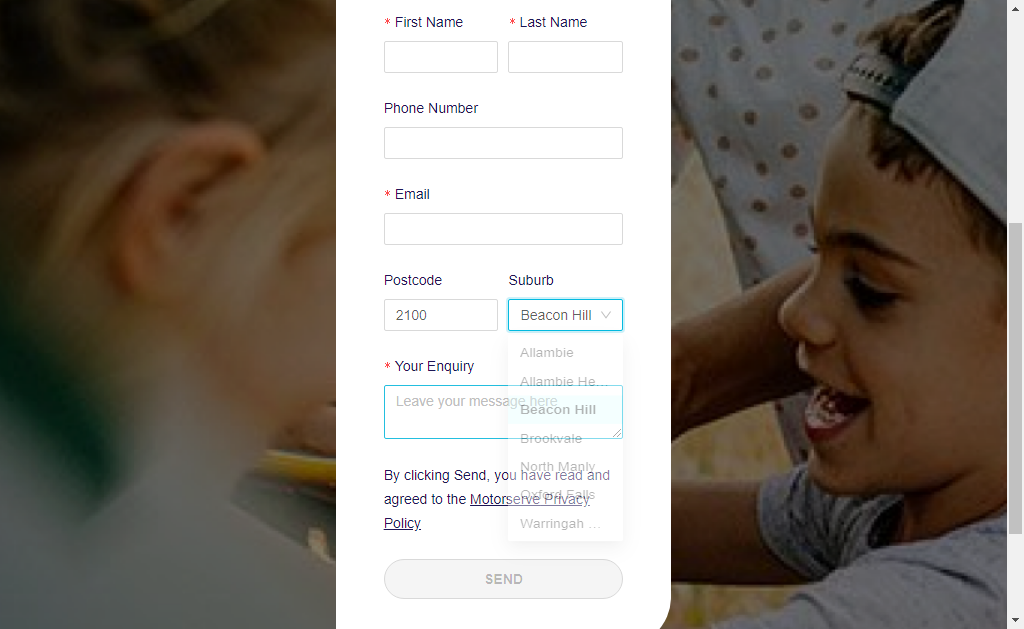 * First Name
* Last Name
Phone Number
* Email
Postcode
Suburb
2100
Beacon Hill
Allambie
* Your Enquiry
Allambie He...
Leave your message here
Beacon Hill
Brookvale
North Manly
By clicking Send, you have read and
agreed to the Motorserve Privacy
Policy
Oxford Falls
Warringah ...
SEND